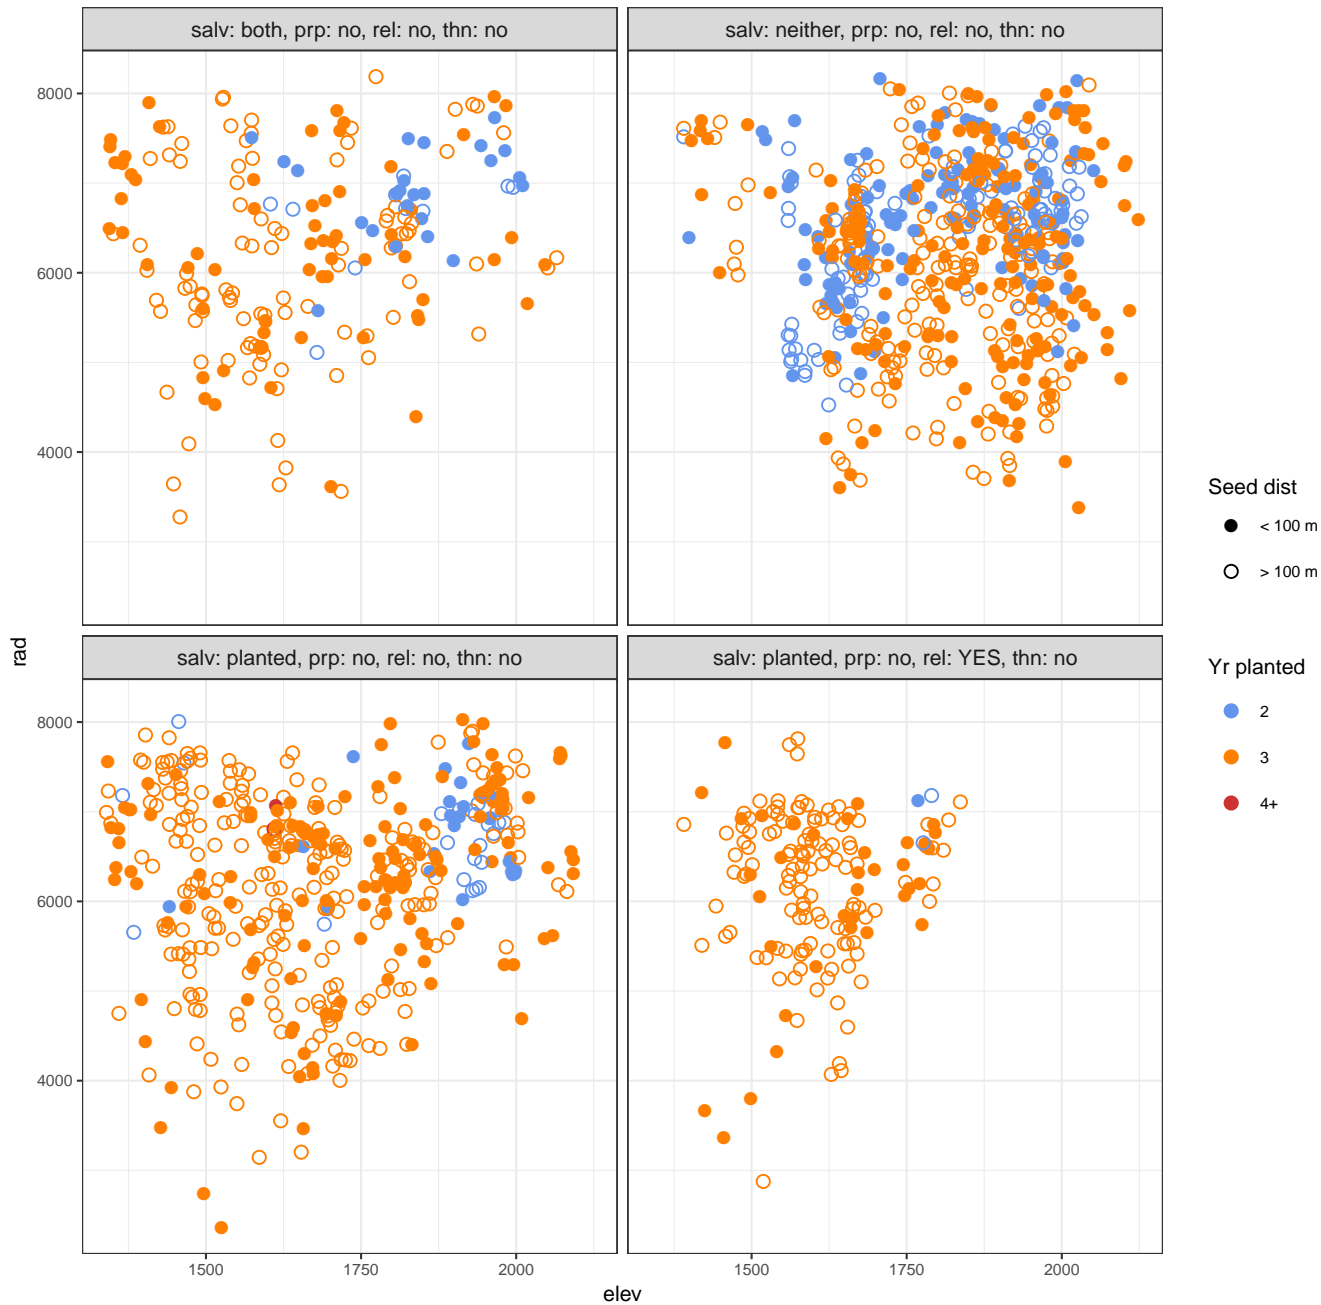 salv: both, prp: no, rel: no, thn: no
salv: neither, prp: no, rel: no, thn: no
8000
6000
4000
salv: planted, prp: no, rel: no, thn: no
salv: planted, prp: no, rel: YES, thn: no
8000
6000
4000
1500
1750
2000
1500
1750
2000
elev
rad
Seed dist
< 100 m
> 100 m
Yr planted
2
3
4+